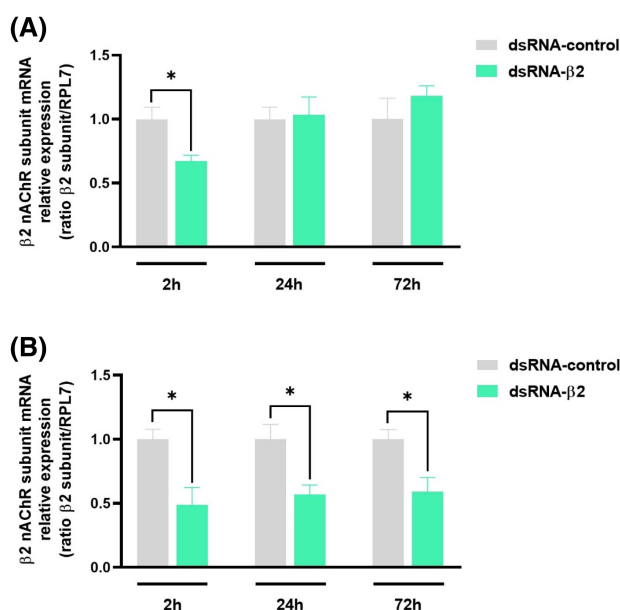 (A)
β2 nAChR subunit mRNA
relative expression
(ratio β2 subunit/RPL7)
1.5
1.0
0.5
0.0
*
2h
24h
72h
dsRNA-control
dsRNA-β2
(B)
β2 nAChR subunit mRNA
relative expression
(ratio β2 subunit/RPL7)
1.5
1.0
0.5
0.0
*
*
*
2h
24h
72h
dsRNA-control
dsRNA-β2